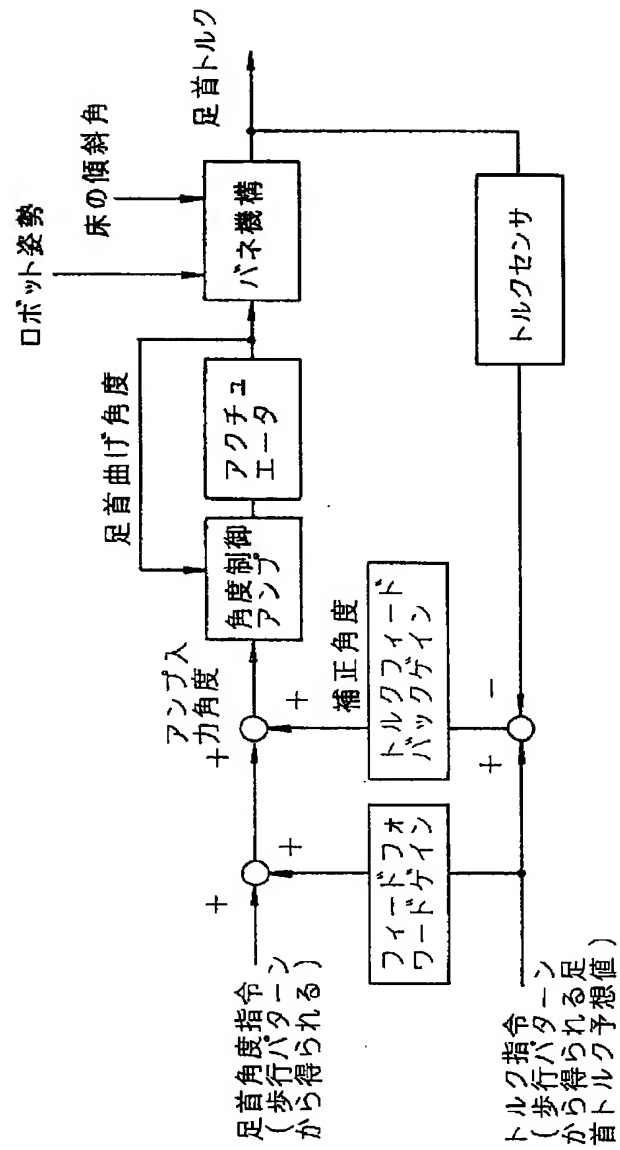 ロボット姿勢
床の傾斜角
足首曲げ角度
足首トルク
足首角度指令
(歩行パターン
から得られる)
+
+
+
アンプ入
力角度
+
角度制御
アンプ
アクチュ
エータ
バネ機構
フィードフォ
ワードゲイン
補正角度
トルクフィード
バックゲイン
トルクセンサ
トルク指令
(歩行パターン
から得られる足
首トルク予想値)
+
-